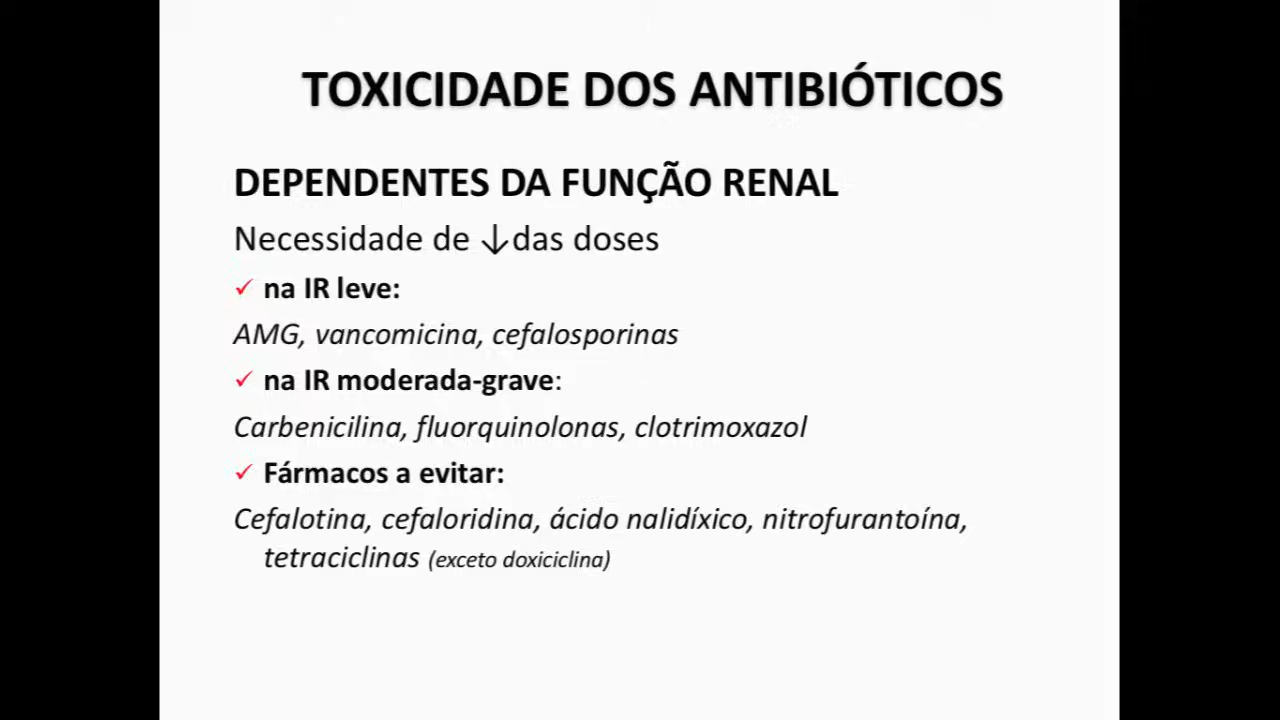 TOXICIDADE DOS ANTIBIÓTICOS
DEPENDENTES DA FUNÇÃO RENAL
Necessidade de ↓das doses
✓ na IR leve:
AMG, vancomicina, cefalosporinas
✓ na IR moderada-grave:
Carbenicilina, fluorquinolonas, clotrimoxazol
✓ Fármacos a evitar:
Cefalotina, cefaloridina, ácido nalidíxico, nitrofurantoína,
tetraciclinas (exceto doxiciclina)